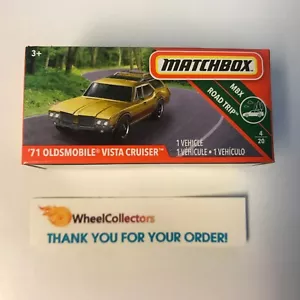 3+
MATCHBOX
MBX
ROAD TRIP
4
20
'71 OLDSMOBILE® VISTA CRUISER™
1 VEHICLE
1 VÉHICULE • 1 VEHÍCULO
WheelCollectors
THANK YOU FOR YOUR ORDER!